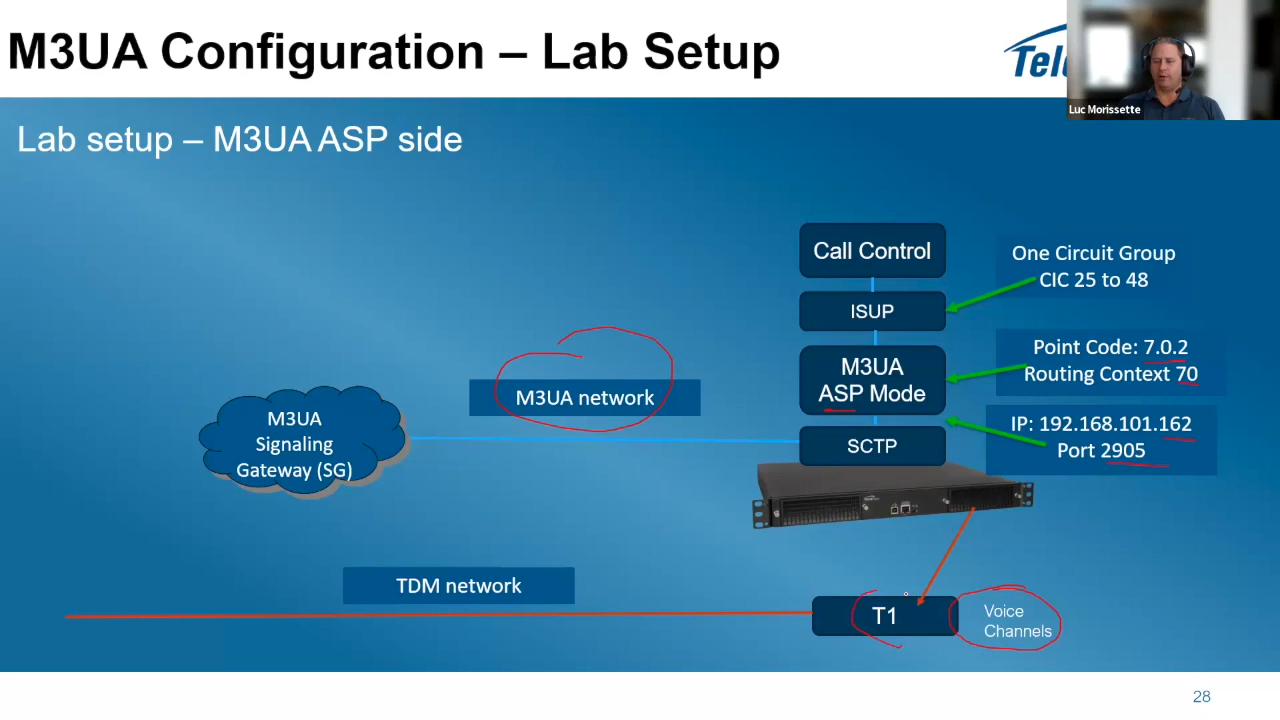 M3UA Configuration – Lab Setup
Luc Morissette
Lab setup – M3UA ASP side
Call Control
One Circuit Group
CIC 25 to 48
ISUP
M3UA
ASP Mode
Point Code: 7.0.2
Routing Context 70
M3UA network
M3UA
Signaling
Gateway (SG)
IP: 192.168.101.162
Port 2905
SCTP
TDM network
T1
Voice
Channels
28